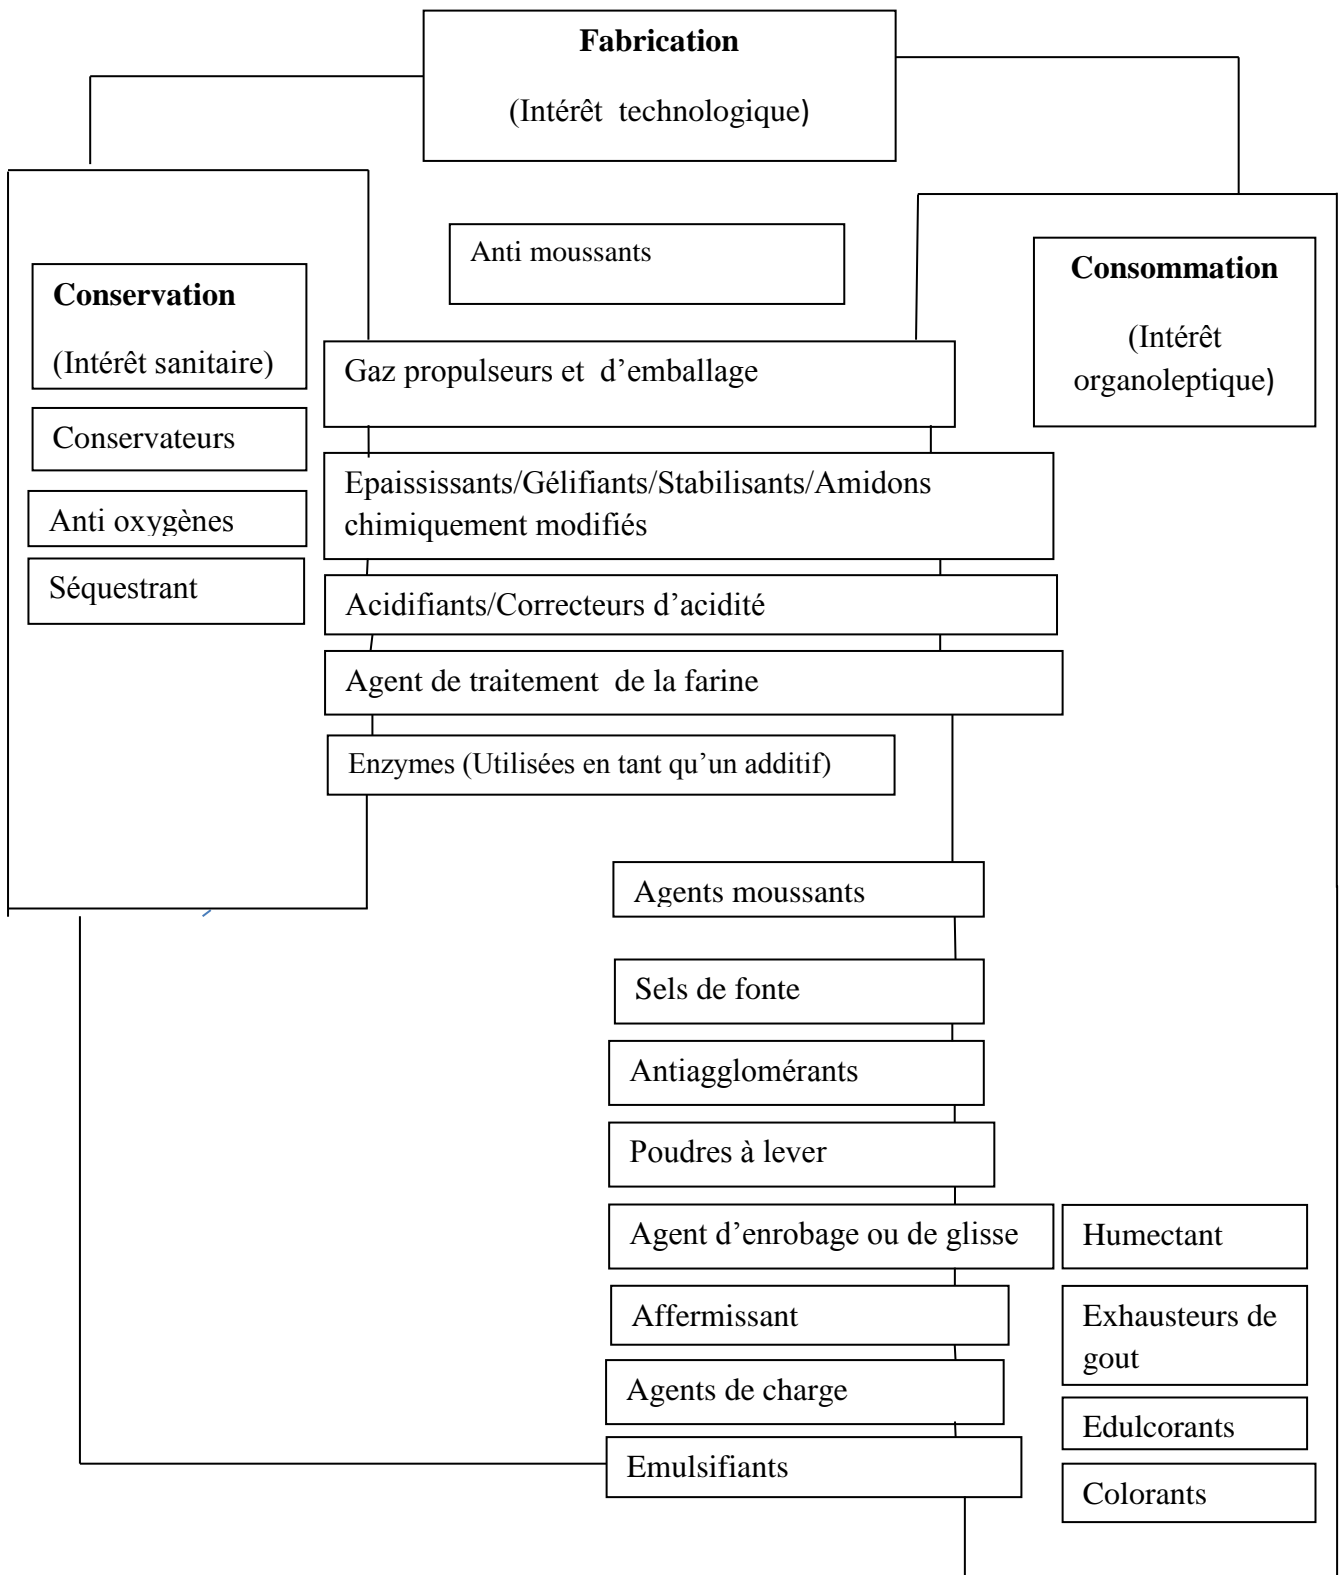 Fabrication
(Intérêt technologique)
Anti moussants
Conservation
(Intérêt sanitaire)
Consommation
(Intérêt
organoleptique)
Gaz propulseurs et d’emballage
Conservateurs
Epaississants/Gélifiants/Stabilisants/Amidons
chimiquement modifiés
Anti oxygènes
Séquestrant
Acidifiants/Correcteurs d’acidité
Agent de traitement de la farine
Enzymes (Utilisées en tant qu’un additif)
Agents moussants
Sels de fonte
Antiagglomérants
Poudres à lever
Agent d’enrobage ou de glisse
Humectant
Affermissant
Exhausteurs de
gout
Agents de charge
Edulcorants
Emulsifiants
Colorants